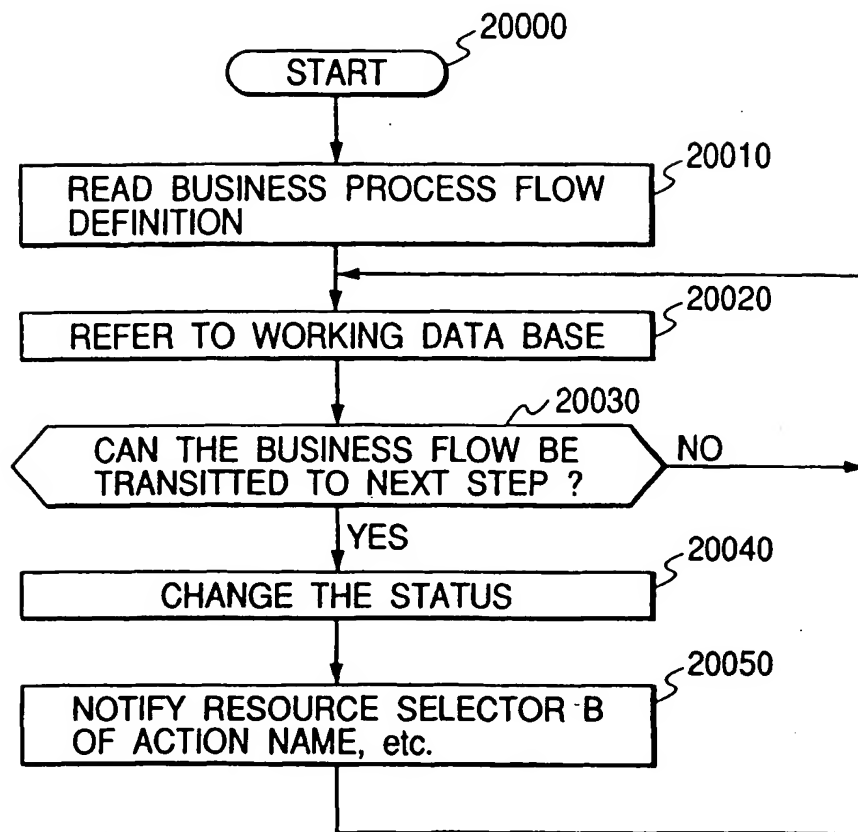 20000
START
20010
READ BUSINESS PROCESS FLOW
DEFINITION
20020
REFER TO WORKING DATA BASE
20030
CAN THE BUSINESS FLOW BE
TRANSITTED TO NEXT STEP ?
NO
YES
20040
CHANGE THE STATUS
20050
NOTIFY RESOURCE SELECTOR B
OF ACTION NAME, etc.